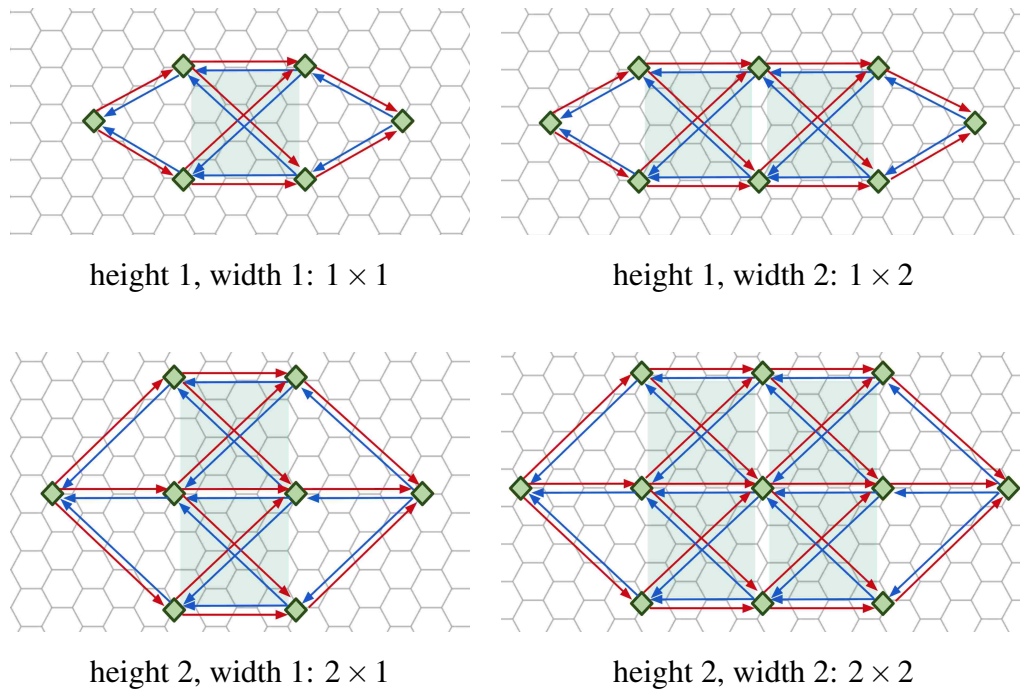 height 1, width 1: 1 × 1
height 1, width 2: 1 × 2
height 2, width 1: 2 × 1
height 2, width 2: 2 × 2